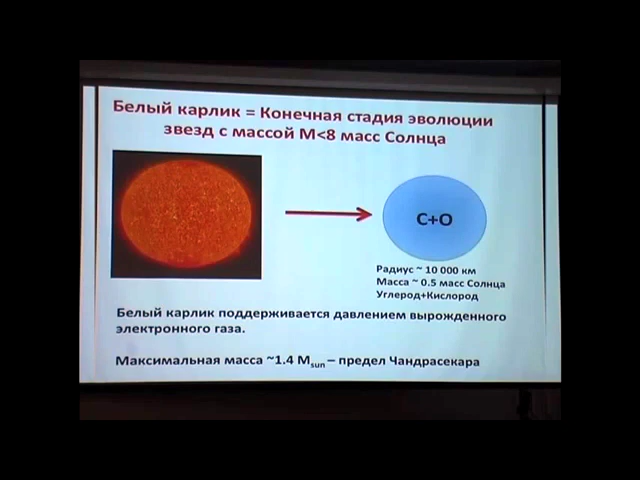 Белый карлик = Конечная стадия эволюции
звезд с массой М<8 масс Солнца
С+О
Радиус ~ 10 000 км
Масса ~ 0.5 масс Солнца
Углерод+Кислород
Белый карлик поддерживается давлением вырожденного
электронного газа.
Максимальная масса ~1.4 Msun – предел Чандрасекара